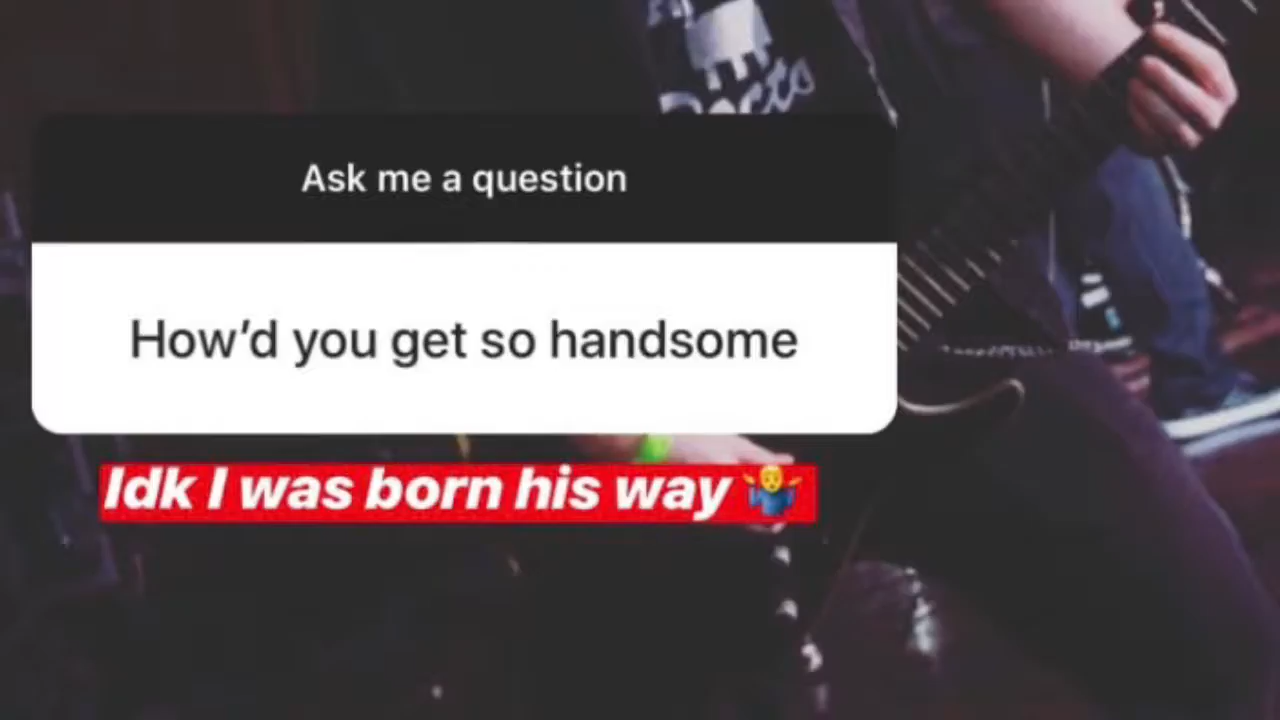 Ask me a question
How’d you get so handsome
Idk I was born his way 🤷‍♂️